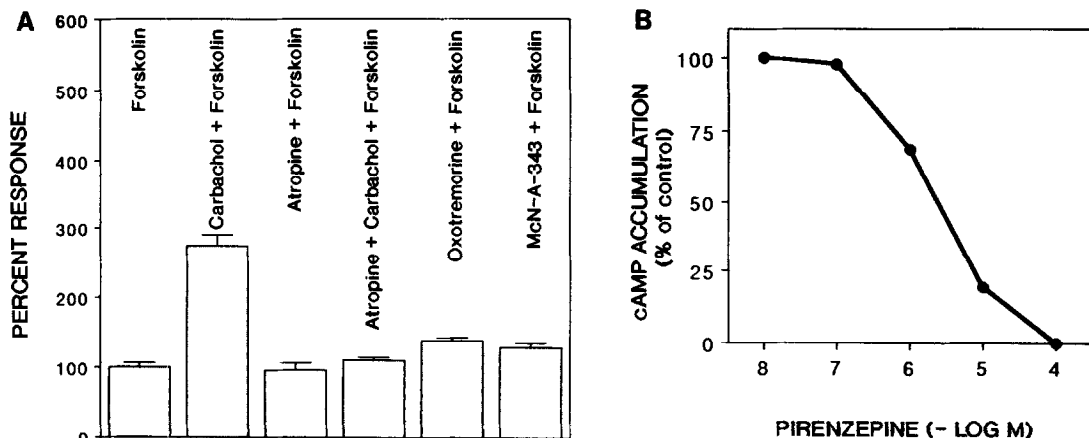 A
PERCENT RESPONSE
600
500
400
300
200
100
0
Forskolin
Carbachol + Forskolin
Atropine + Forskolin
Atropine + Carbachol + Forskolin
Oxotremorine + Forskolin
McN-A-343 + Forskolin
B
cAMP ACCUMULATION
(% of control)
100
75
50
25
0
8 7 6 5 4
PIRENZEPINE (- LOG M)